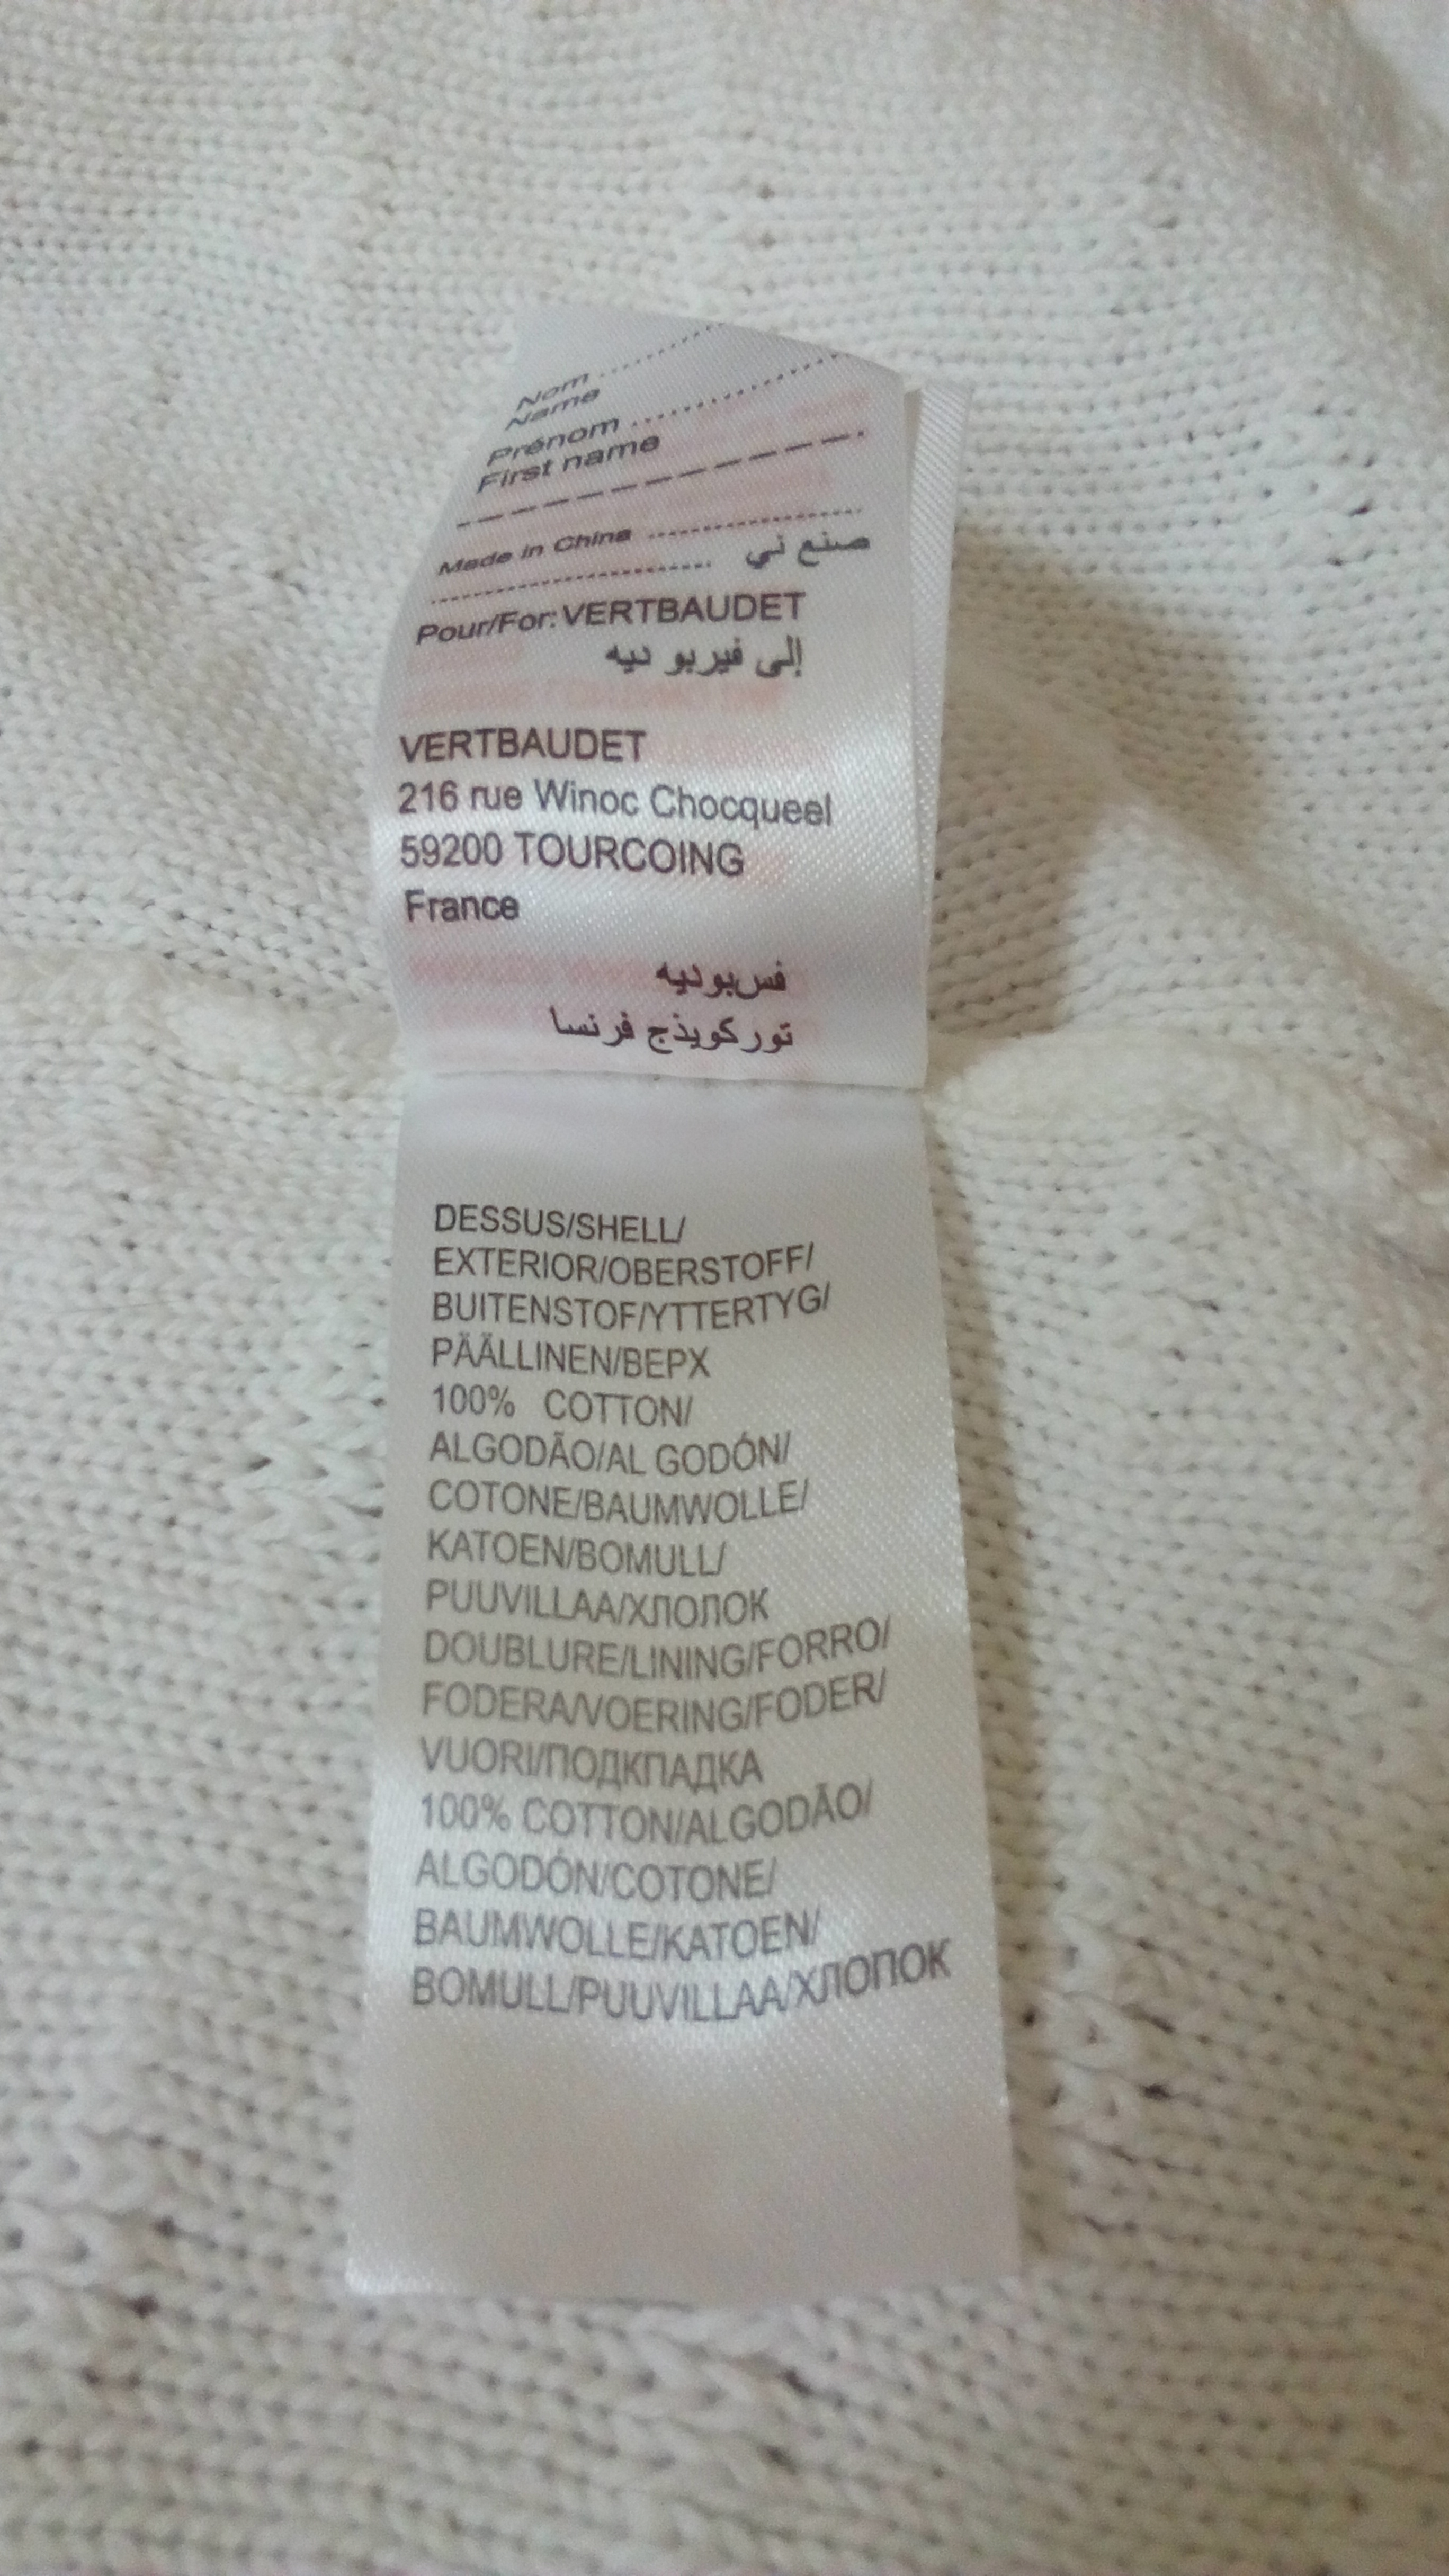 Nom ..............
Name
Prénom ....................
First name
Made in China ......................
صنع ني ............................
Pour/For: VERTBAUDET
إلى فيربو ديه
VERTBAUDET
216 rue Winoc Chocqueel
59200 TOURCOING
France
فسبوديه
توركويذج فرنسا
DESSUS/SHELL/
EXTERIOR/OBERSTOFF/
BUITENSTOF/YTTERTYG/
PÄÄLLINEN/ВЕРХ
100% COTTON/
ALGODÃO/AL GODÓN/
COTONE/BAUMWOLLE/
KATOEN/BOMULL/
PUUVILLAA/ХЛОПОК
DOUBLURE/LINING/FORRO/
FODERA/VOERING/FODER/
VUORI/ПОДКПАДКА
100% COTTON/ALGODÃO/
ALGODÓN/COTONE/
BAUMWOLLE/KATOEN/
BOMULL/PUUVILLAA/ХЛОПОК